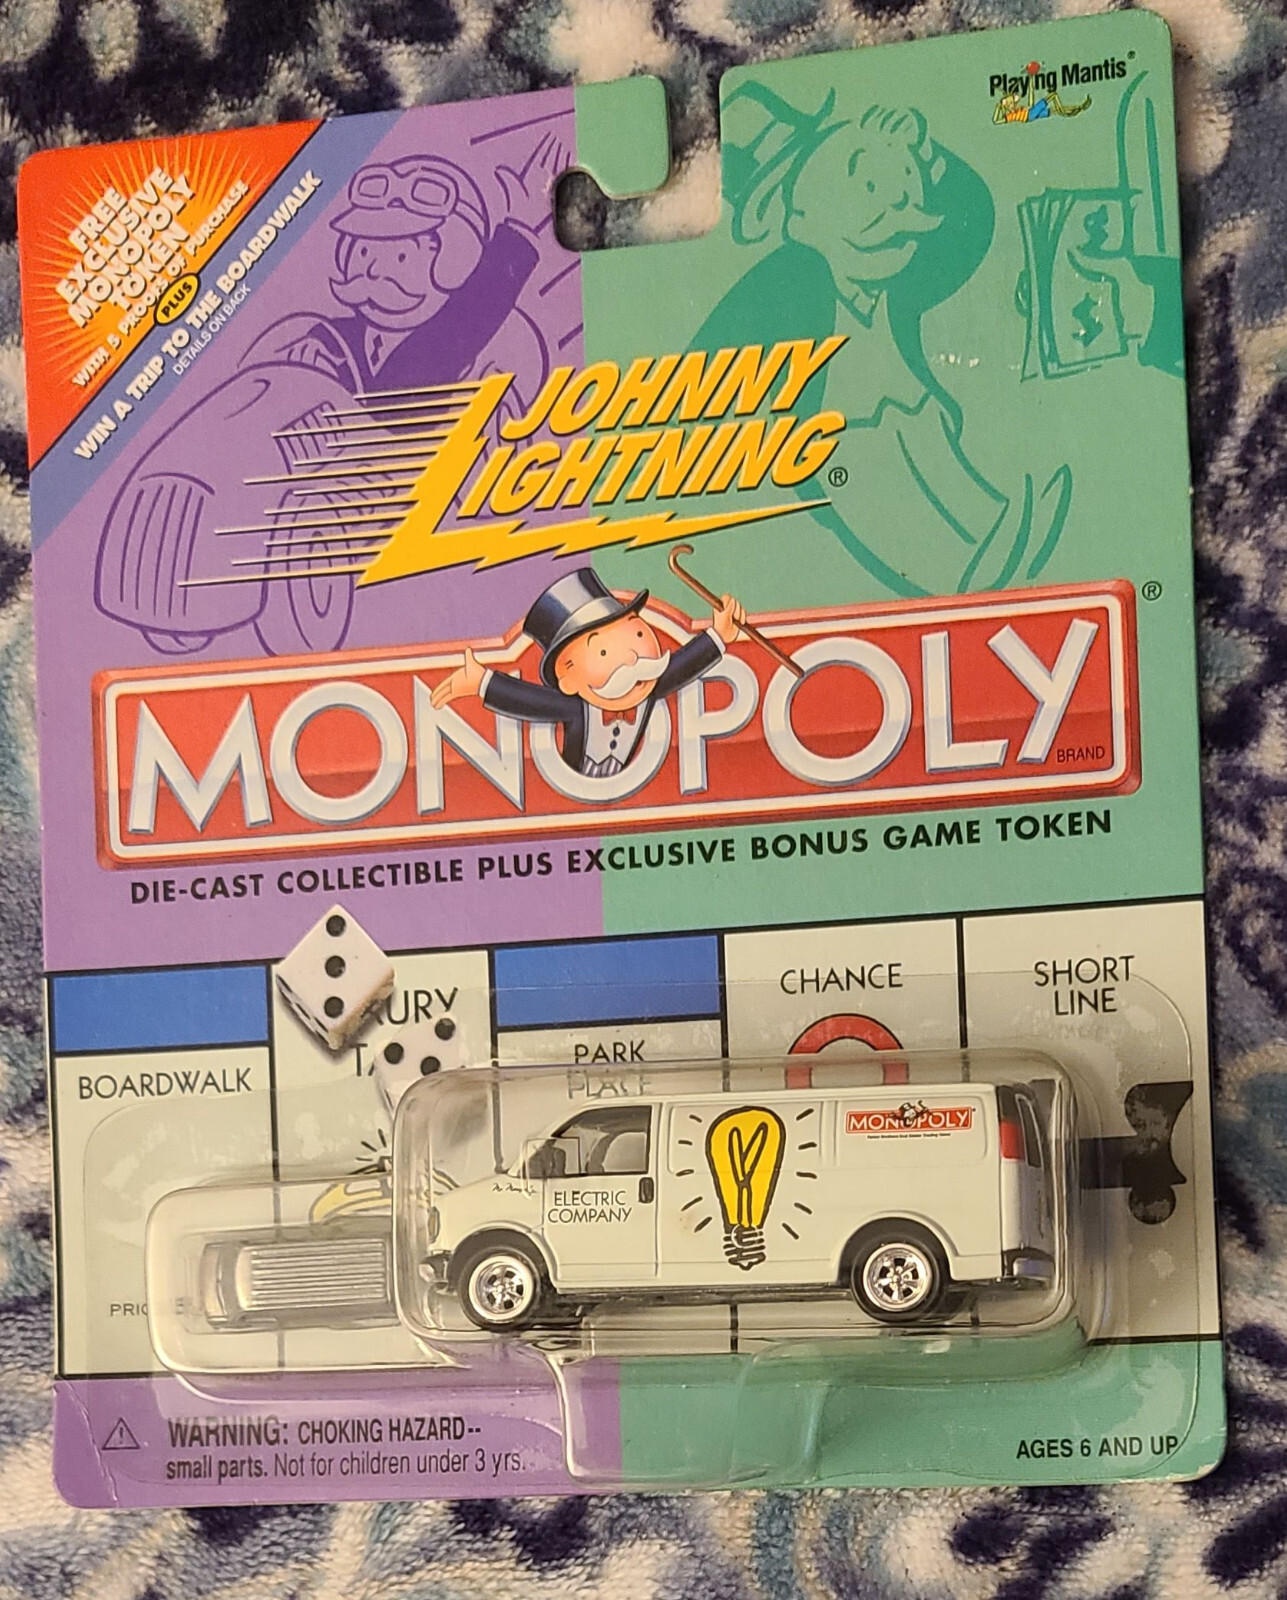 Playing Mantis®
FREE
EXCLUSIVE
MONOPOLY
TOKEN
WITH 5 PROOFS OF PURCHASE
PLUS
WIN A TRIP TO THE BOARDWALK
DETAILS ON BACK
JOHNNY
LIGHTNING®
MONOPOLY®
BRAND
DIE-CAST COLLECTIBLE PLUS EXCLUSIVE BONUS GAME TOKEN
BOARDWALK
URY
PARK
PLACE
CHANCE
SHORT
LINE
MONOPOLY
ELECTRIC
COMPANY
WARNING: CHOKING HAZARD--
small parts. Not for children under 3 yrs.
AGES 6 AND UP